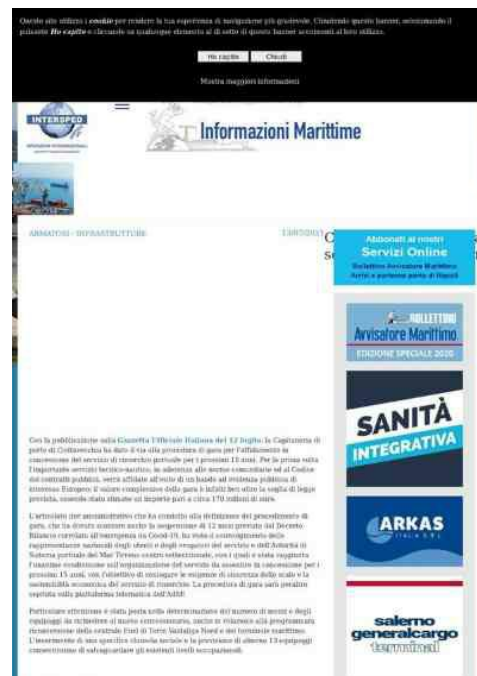 Questo sito utilizza i cookie per rendere la tua esperienza di navigazione più gradevole. Chiudendo questo banner, selezionando il
pulsante Ho capito o cliccando su qualunque elemento al di sotto di questo banner acconsenti al loro utilizzo.
Ho capito Chiudi
Mostra maggiori informazioni
INTERSPED
Informazioni Marittime
ARMATORI - INFRASTRUTTURE
Abbonati ai nostri
Servizi Online
Bollettino Avvisatore Marittimo
Arrivi e partenze porto di Napoli
BOLLETTINO
Avvisatore Marittimo
EDIZIONE SPECIALE 2020
SANITÀ
INTEGRATIVA
ARKAS
ITALIA S.R.L.
salerno
generalcargo
terminal
Con la pubblicazione sulla Gazzetta Ufficiale Italiana del 12 luglio, la Capitaneria di
porto di Civitavecchia ha dato il via alla procedura di gara per l'affidamento in
concessione del servizio di rimorchio portuale per i prossimi 15 anni. Per la prima volta
l'importante servizio tecnico-nautico, in aderenza alle norme comunitarie ed al Codice
dei contratti pubblici, verrà affidato all'esito di un bando ad evidenza pubblica di
interesse Europeo; il valore complessivo della gara è infatti ben oltre la soglia di legge
prevista, essendo stato stimato un importo pari a circa 170 milioni di euro.
L'articolato iter amministrativo che ha condotto alla definizione del procedimento di
gara, che ha dovuto scontare anche la sospensione di 12 mesi prevista dal Decreto
Rilancio correlato all'emergenza da Covid-19, ha visto il coinvolgimento delle
rappresentanze nazionali degli utenti e degli erogatori del servizio e dell'Autorità di
Sistema portuale del Mar Tirreno centro settentrionale, con i quali è stata raggiunta
l'unanime condivisione sull'organizzazione del servizio da assentire in concessione per i
prossimi 15 anni, con l'obiettivo di coniugare le esigenze di sicurezza dello scalo e la
sostenibilità economica del servizio di rimorchio. La procedura di gara sarà peraltro
ospitata sulla piattaforma telematica dell'AdSP.
Particolare attenzione è stata posta nella determinazione del numero di mezzi e degli
equipaggi da richiedere al nuovo concessionario, anche in relazione alla programmata
riconversione della centrale Enel di Torre Valdaliga Nord e del terminale marittimo.
L'inserimento di una specifica clausola sociale e la previsione di almeno 13 equipaggi
consentiranno di salvaguardare gli esistenti livelli occupazionali.